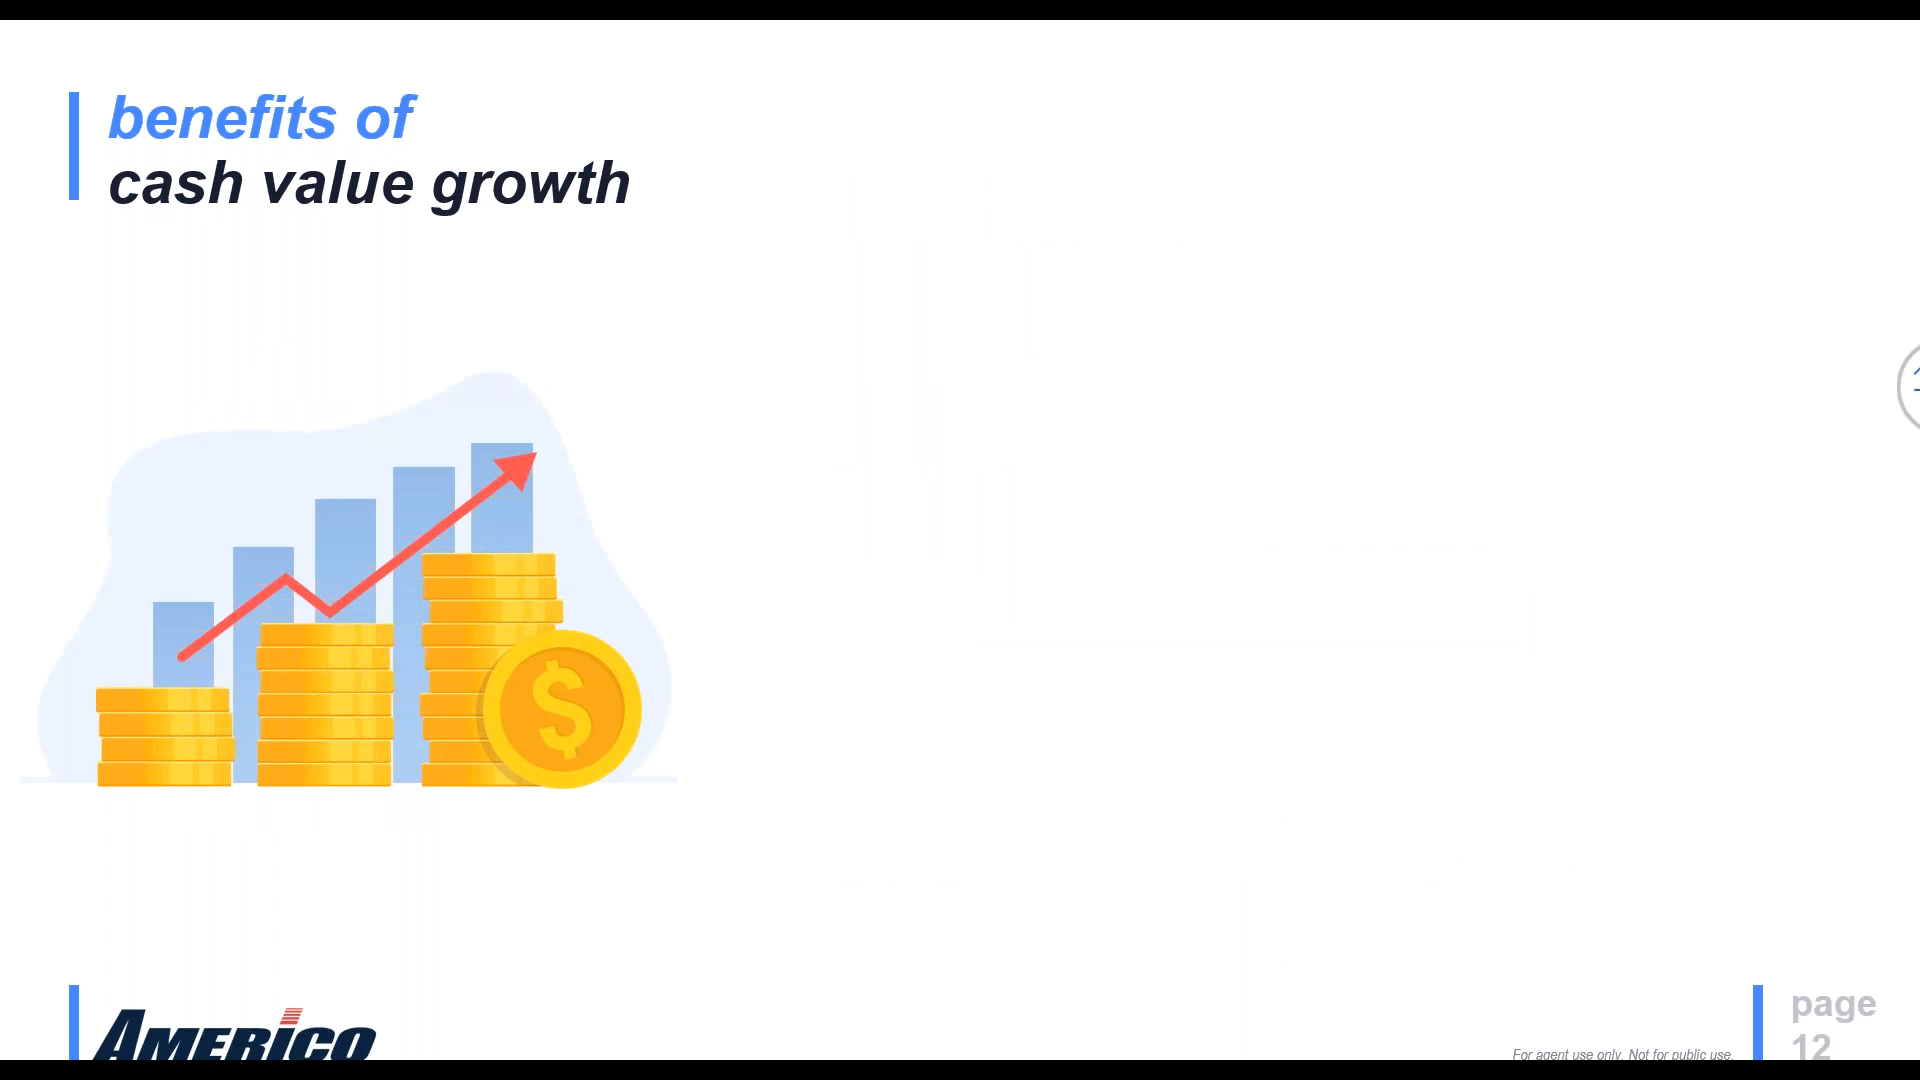 benefits of
cash value growth
$
AMERICO
For agent use only. Not for public use.
page
12